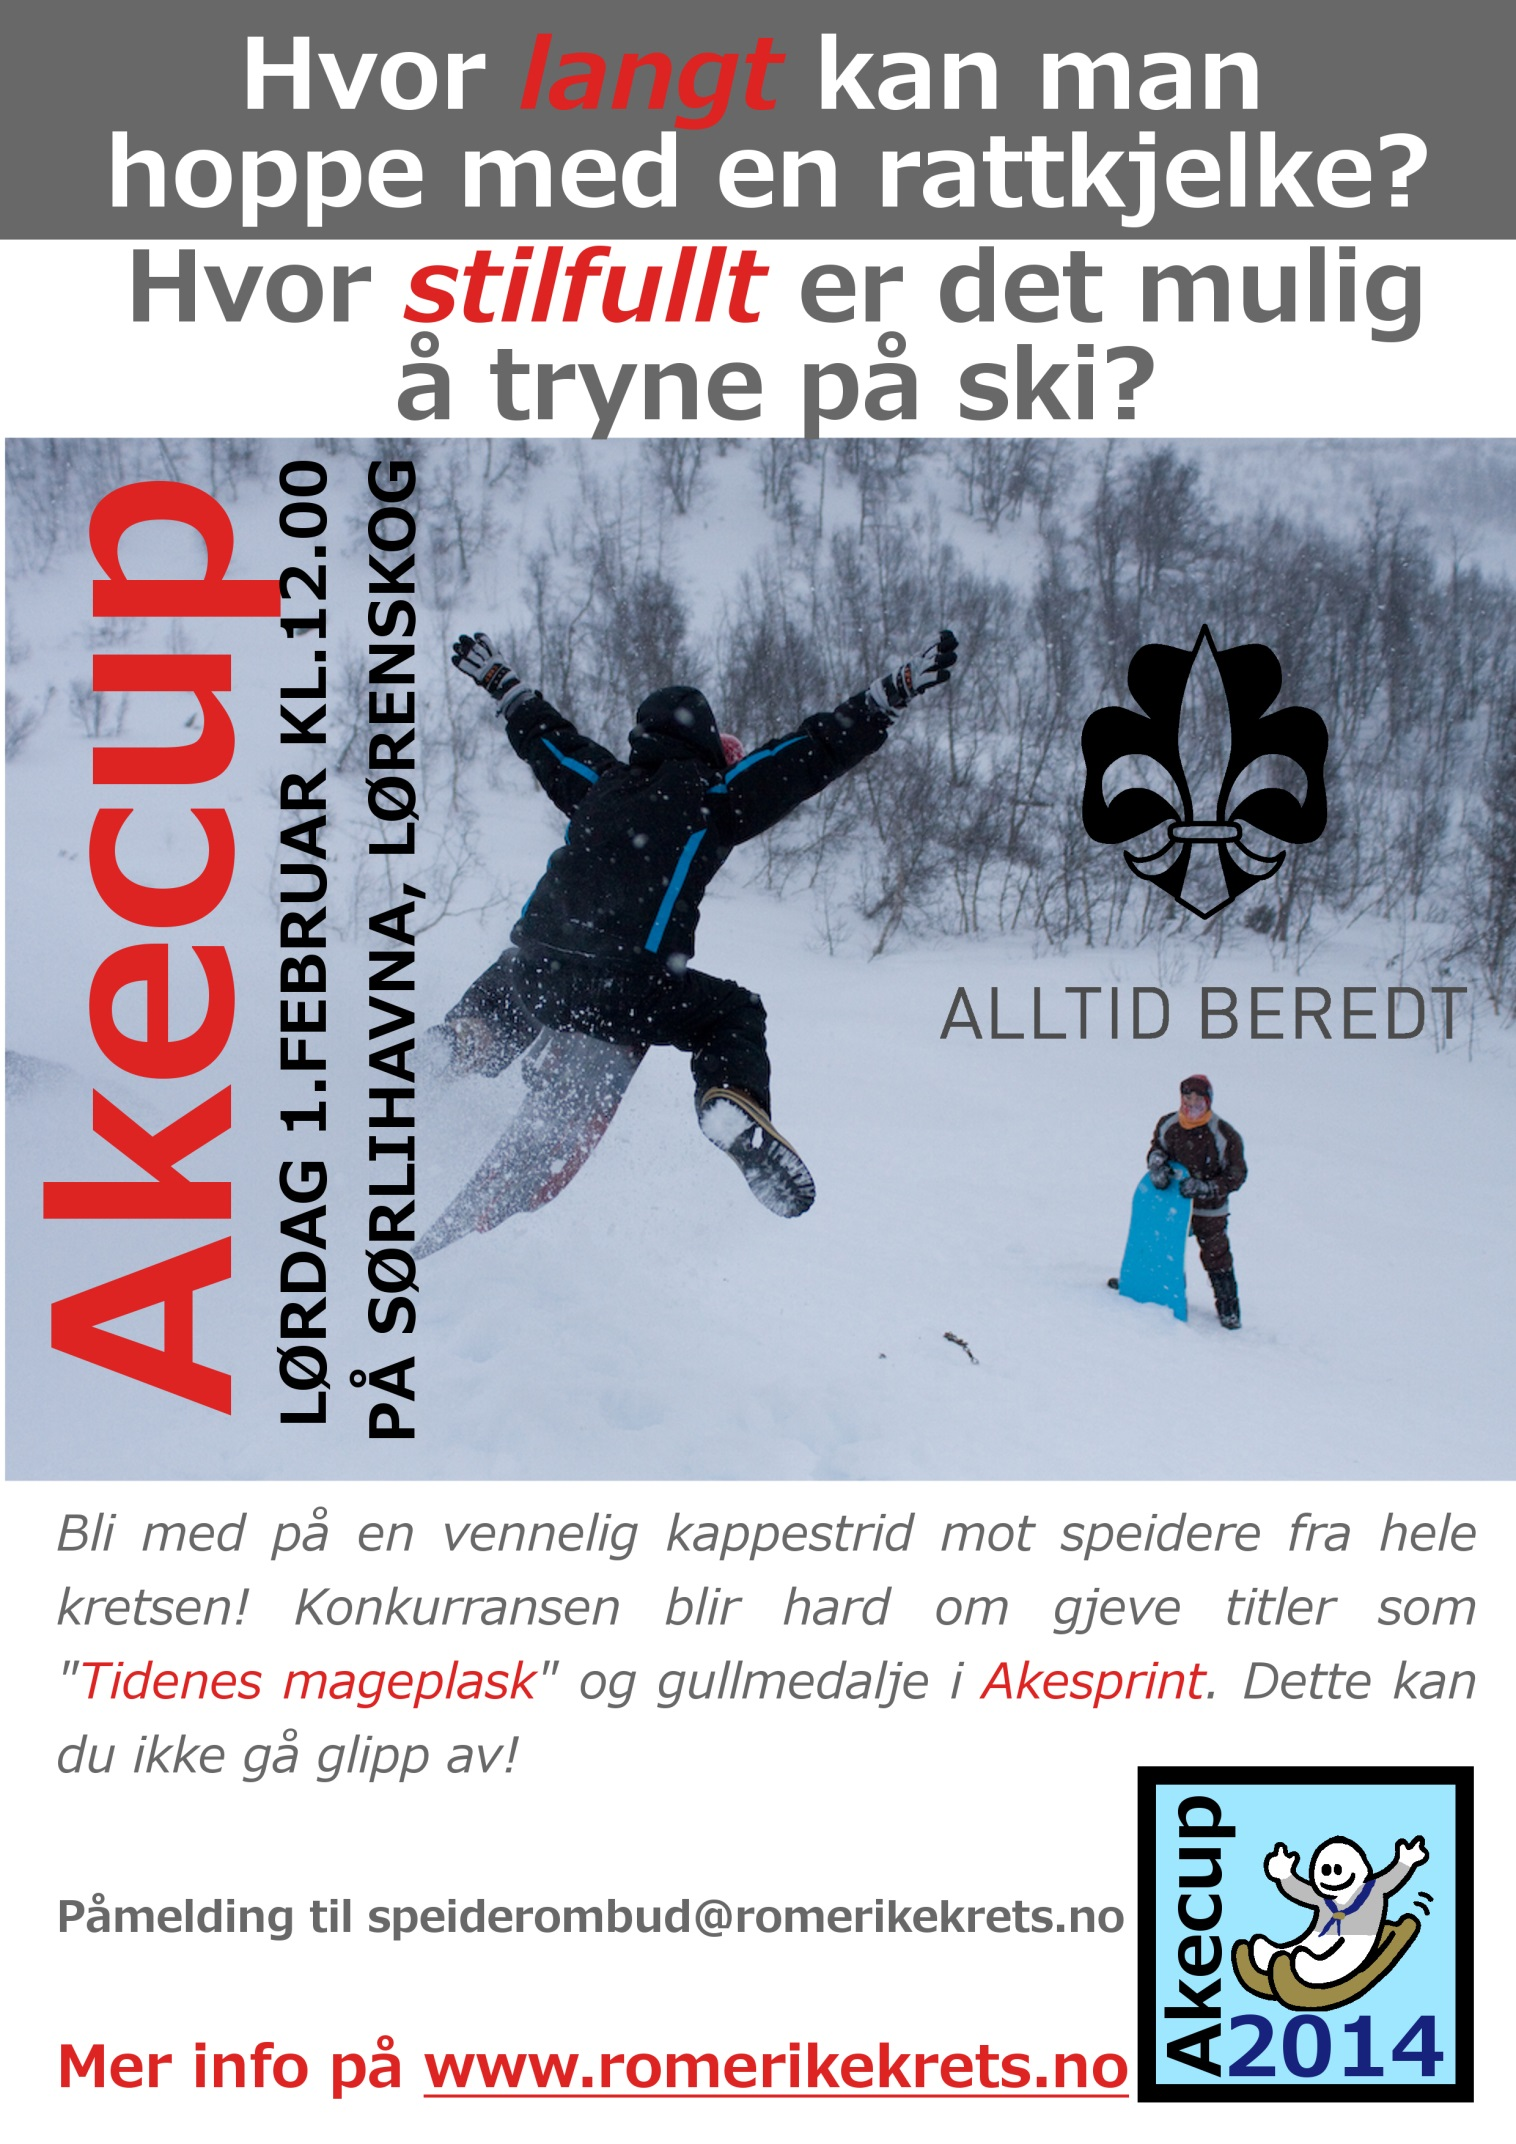 Hvor langt kan man
hoppe med en rattkjelke?
Hvor stilfullt er det mulig
å tryne på ski?
Akecup
LØRDAG 1.FEBRUAR KL.12.00
PÅ SØRLIHAVNA, LØRENSKOG
ALLTID BEREDT
Bli med på en vennelig kappestrid mot speidere fra hele
kretsen! Konkurransen blir hard om gjeve titler som
"Tidenes mageplask" og gullmedalje i Akesprint. Dette kan
du ikke gå glipp av!
Påmelding til speiderombud@romerikekrets.no
Mer info på www.romerikekrets.no
Akecup
2014